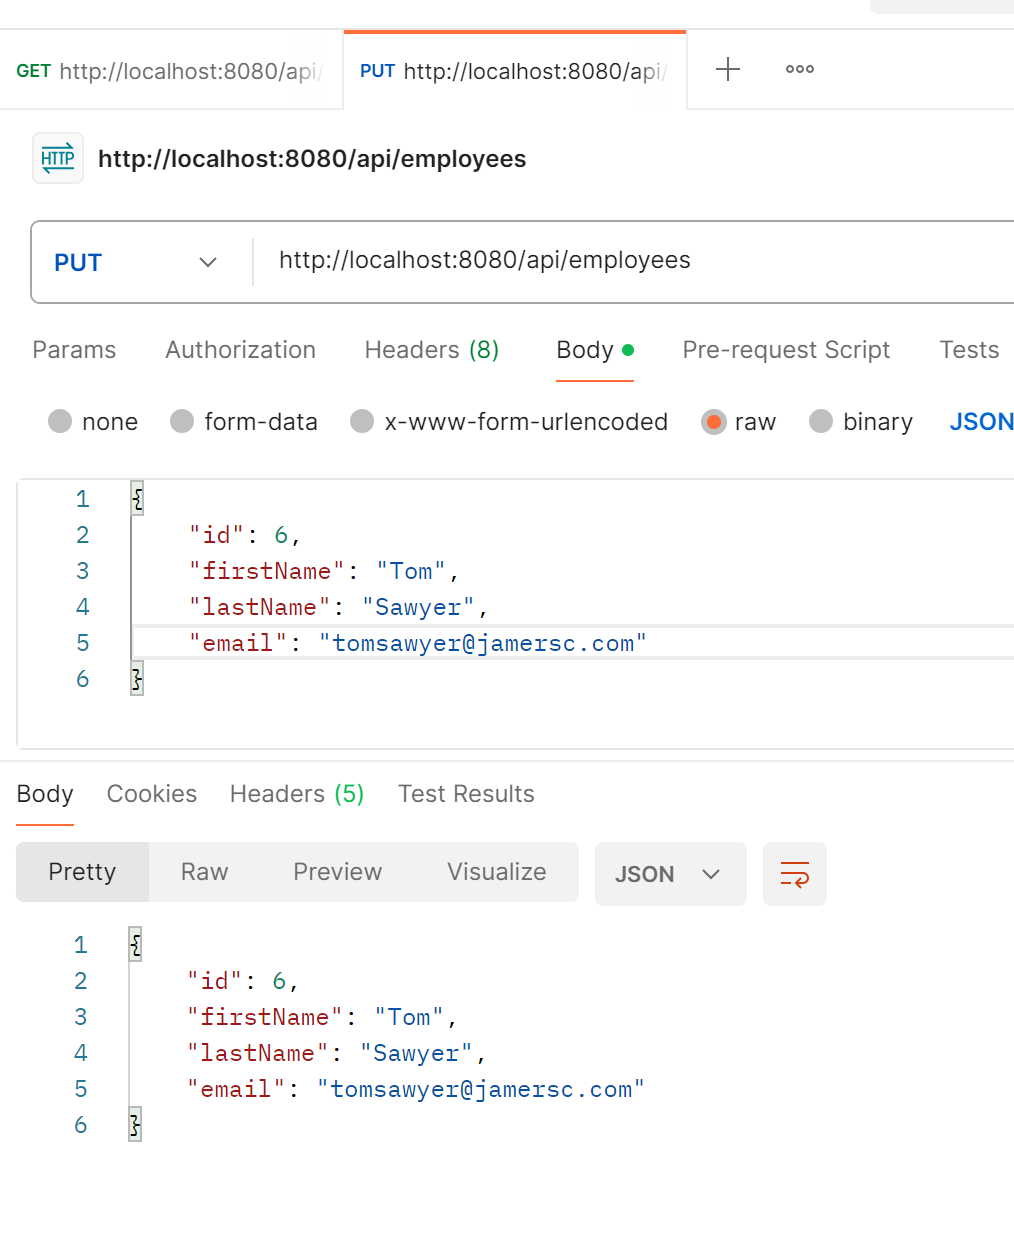 GET http://localhost:8080/api/ PUT http://localhost:8080/api/
HTTP http://localhost:8080/api/employees
PUT http://localhost:8080/api/employees
Params Authorization Headers (8) Body Pre-request Script Tests
none form-data x-www-form-urlencoded raw binary JSON
1 {
2 "id": 6,
3 "firstName": "Tom",
4 "lastName": "Sawyer",
5 "email": "tomsawyer@jamersc.com"
6 }
Body Cookies Headers (5) Test Results
Pretty Raw Preview Visualize JSON
1 {
2 "id": 6,
3 "firstName": "Tom",
4 "lastName": "Sawyer",
5 "email": "tomsawyer@jamersc.com"
6 }